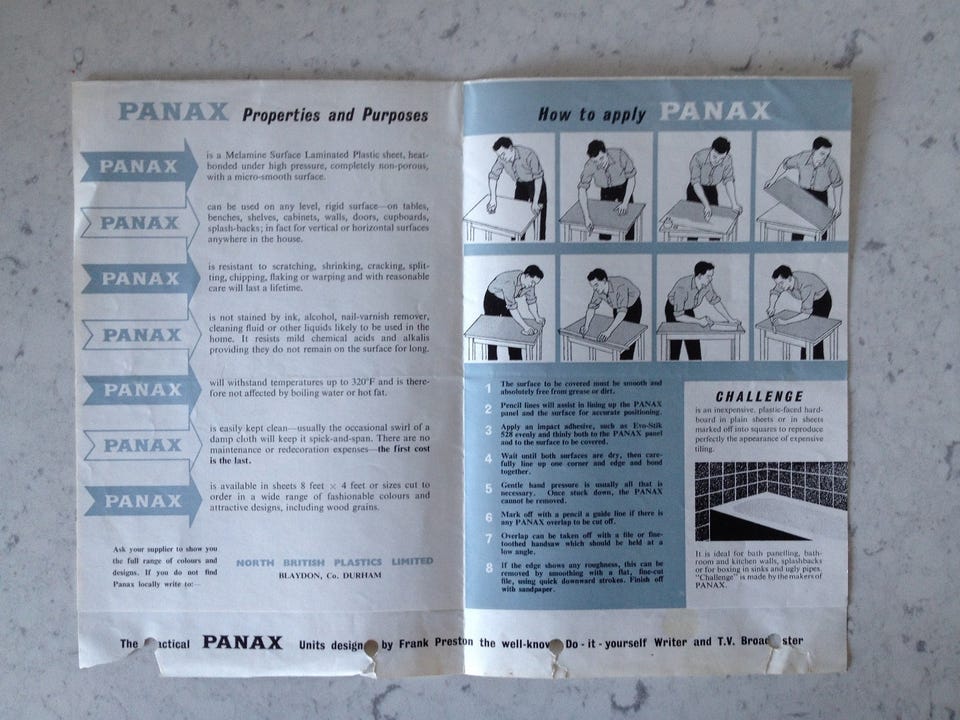 PANAX Properties and Purposes
PANAX
is a Melamine Surface Laminated Plastic sheet, heat-
bonded under high pressure, completely non-porous,
with a micro-smooth surface.
PANAX
can be used on any level, rigid surface—on tables,
benches, shelves, cabinets, walls, doors, cupboards,
splash-backs; in fact for vertical or horizontal surfaces
anywhere in the house.
PANAX
is resistant to scratching, shrinking, cracking, split-
ting, chipping, flaking or warping and with reasonable
care will last a lifetime.
PANAX
is not stained by ink, alcohol, nail-varnish remover,
cleaning fluid or other liquids likely to be used in the
home. It resists mild chemical acids and alkalis
providing they do not remain on the surface for long.
PANAX
will withstand temperatures up to 320°F and is there-
fore not affected by boiling water or hot fat.
PANAX
is easily kept clean—usually the occasional swirl of a
damp cloth will keep it spick-and-span. There are no
maintenance or redecoration expenses—the first cost
is the last.
PANAX
is available in sheets 8 feet × 4 feet or sizes cut to
order in a wide range of fashionable colours and
attractive designs, including wood grains.
Ask your supplier to show you
the full range of colours and
designs. If you do not find
Panax locally write to:—
NORTH BRITISH PLASTICS LIMITED
BLAYDON, Co. DURHAM
How to apply PANAX
1 The surface to be covered must be smooth and
absolutely free from grease or dirt.
2 Pencil lines will assist in lining up the PANAX
panel and the surface for accurate positioning.
3 Apply an impact adhesive, such as Evo-Stik
528 evenly and thinly both to the PANAX panel
and to the surface to be covered.
4 Wait until both surfaces are dry, then care-
fully line up one corner and edge and bond
together.
5 Gentle hand pressure is usually all that is
necessary. Once stuck down, the PANAX
cannot be removed.
6 Mark off with a pencil a guide line if there is
any PANAX overlap to be cut off.
7 Overlap can be taken off with a file or fine-
toothed handsaw which should be held at a
low angle.
8 If the edge shows any roughness, this can be
removed by smoothing with a flat, fine-cut
file, using quick downward strokes. Finish off
with sandpaper.
CHALLENGE
is an inexpensive, plastic-faced hard-
board in plain sheets or in sheets
marked off into squares to reproduce
perfectly the appearance of expensive
tiling.
It is ideal for bath panelling, bath-
room and kitchen walls, splashbacks
or for boxing in sinks and ugly pipes.
"Challenge" is made by the makers of
PANAX.
The actical PANAX Units design by Frank Preston the well-know Do-it-yourself Writer and T.V. Broa ster